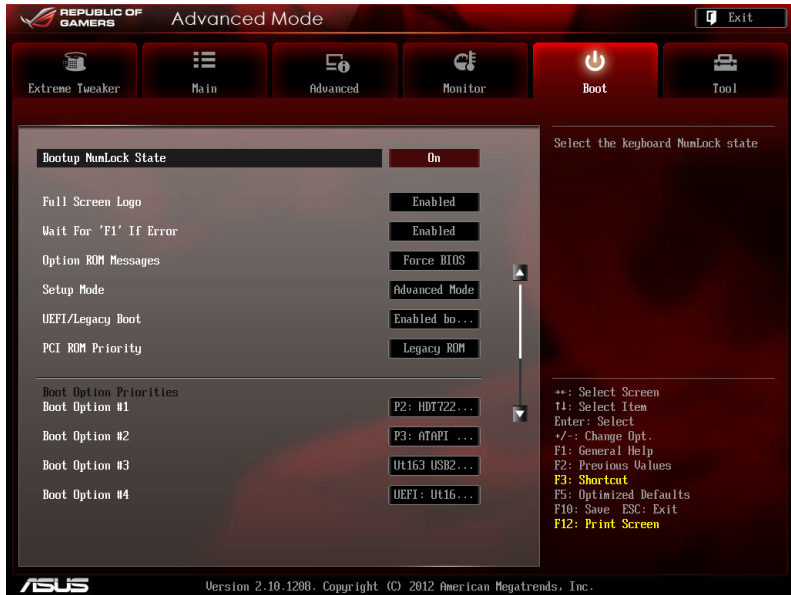 REPUBLIC OF
GAMERS
Advanced Mode
Exit
Extreme Tweaker
Main
Advanced
Monitor
Boot
Tool
Bootup NumLock State On
Full Screen Logo Enabled
Wait For 'F1' If Error Enabled
Option ROM Messages Force BIOS
Setup Mode Advanced Mode
UEFI/Legacy Boot Enabled bo...
PCI ROM Priority Legacy ROM
Boot Option Priorities
Boot Option #1 P2: HDT722...
Boot Option #2 P3: ATAPI ...
Boot Option #3 Ut163 USB2...
Boot Option #4 UEFI: Ut16...
Select the keyboard NumLock state
→←: Select Screen
↑↓: Select Item
Enter: Select
+/-: Change Opt.
F1: General Help
F2: Previous Values
F3: Shortcut
F5: Optimized Defaults
F10: Save ESC: Exit
F12: Print Screen
ASUS
Version 2.10.1208. Copyright (C) 2012 American Megatrends, Inc.